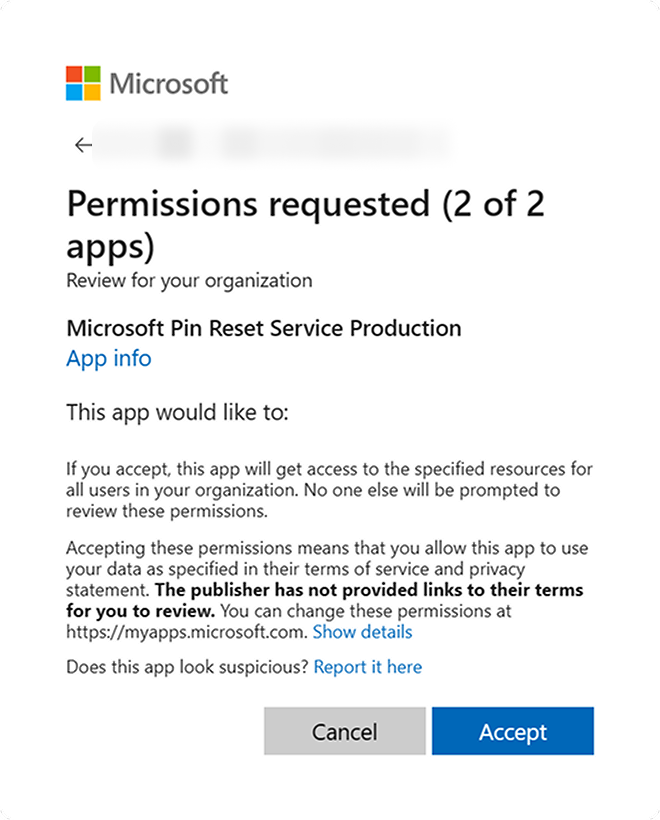 Microsoft
Permissions requested (2 of 2
apps)
Review for your organization
Microsoft Pin Reset Service Production
App info
This app would like to:
If you accept, this app will get access to the specified resources for
all users in your organization. No one else will be prompted to
review these permissions.
Accepting these permissions means that you allow this app to use
your data as specified in their terms of service and privacy
statement. The publisher has not provided links to their terms
for you to review. You can change these permissions at
https://myapps.microsoft.com. Show details
Does this app look suspicious? Report it here
Cancel
Accept